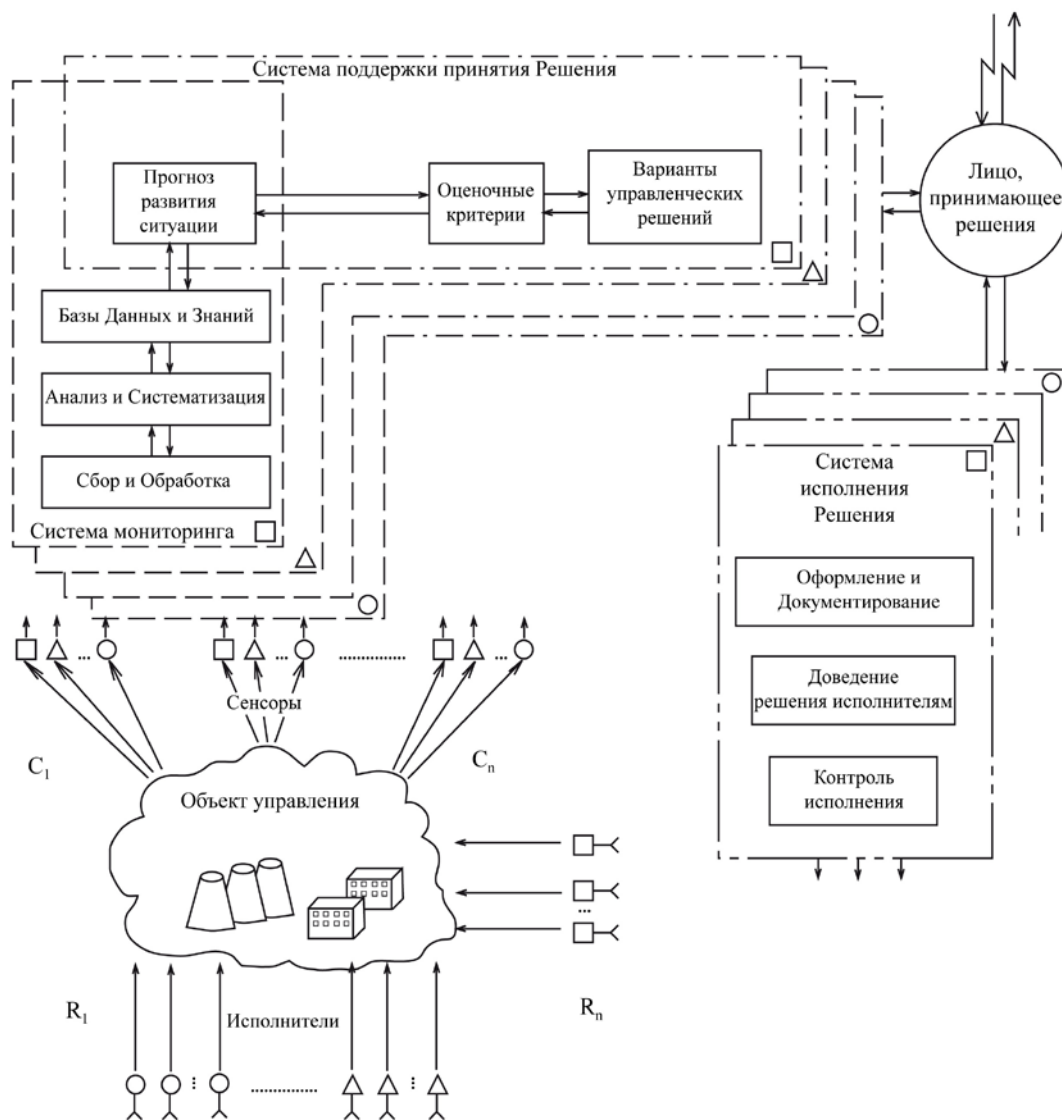 Система поддержки принятия Решения
Прогноз
развития
ситуации
Оценочные
критерии
Варианты
управленческих
решений
Лицо,
принимающее
решения
Базы Данных и Знаний
Анализ и Систематизация
Сбор и Обработка
Система мониторинга
Система
исполнения
Решения
Оформление и
Документирование
Доведение
решения исполнителям
Контроль
исполнения
Сенсоры
C1
Cn
Объект управления
R1
Исполнители
Rn